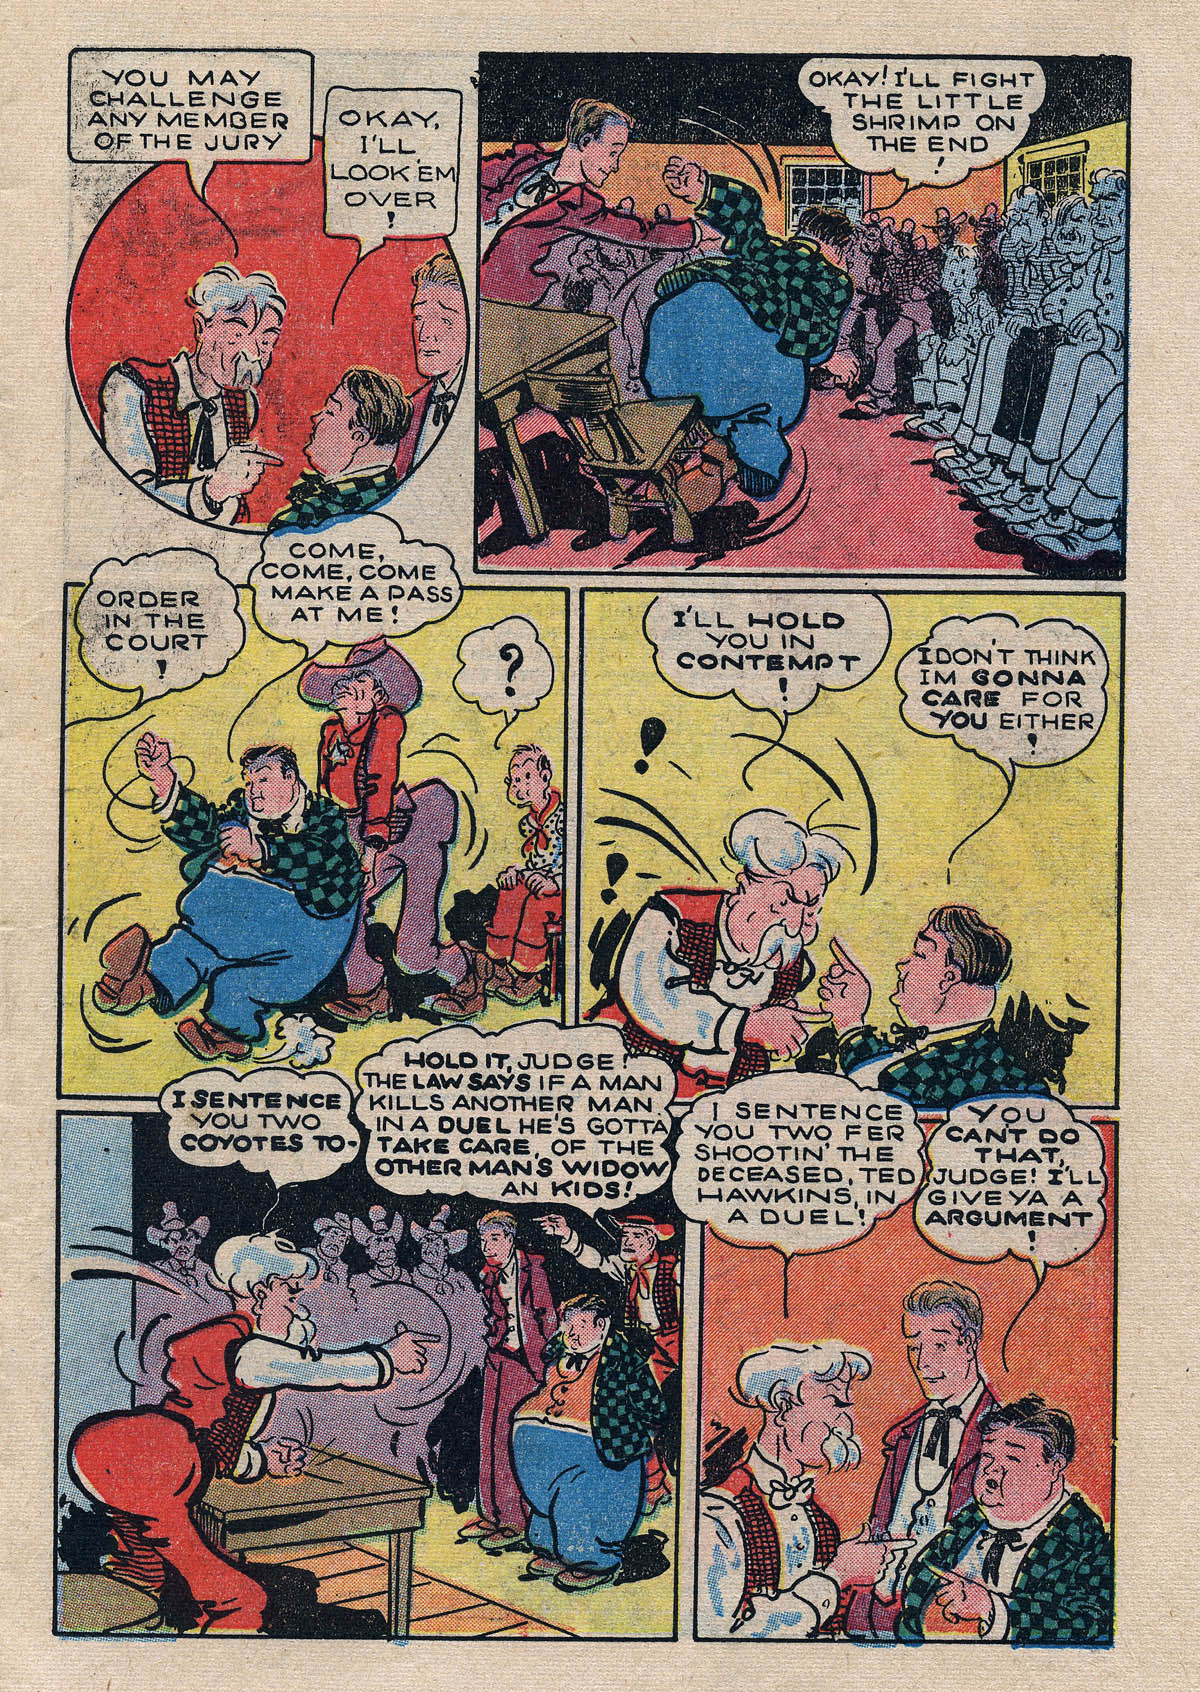 YOU MAY
CHALLENGE
ANY MEMBER
OF THE JURY
OKAY,
I'LL
LOOK 'EM
OVER
!
OKAY! I'LL FIGHT
THE LITTLE
SHRIMP ON
THE END
!
ORDER
IN THE
COURT
!
COME,
COME, COME
MAKE A PASS
AT ME!
?
I'LL HOLD
YOU IN
CONTEMPT
!
I DON'T THINK
IM GONNA
CARE FOR
YOU EITHER
!
I SENTENCE
YOU TWO
COYOTES TO-
HOLD IT, JUDGE!
THE LAW SAYS IF A MAN
KILLS ANOTHER MAN
IN A DUEL HE'S GOTTA
TAKE CARE, OF THE
OTHER MAN'S WIDOW
AN KIDS!
I SENTENCE
YOU TWO, FER
SHOOTIN' THE
DECEASED, TED
HAWKINS, IN
A DUEL!
YOU
CAN'T DO
THAT,
JUDGE! I'LL
GIVE YA A
ARGUMENT
!